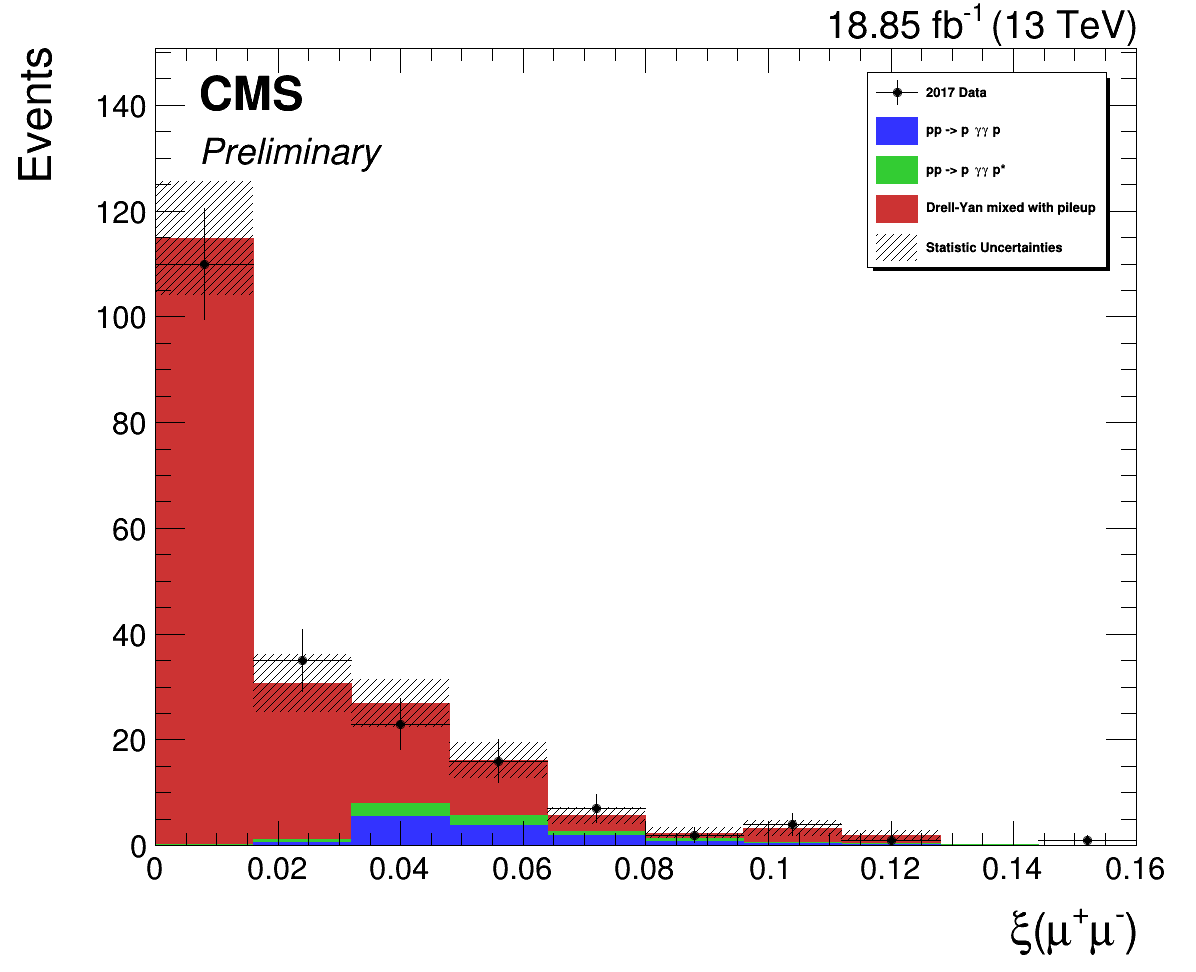 18.85 fb⁻¹ (13 TeV)
Events
CMS
Preliminary
2017 Data
pp -> p γγ p
pp -> p γγ p*
Drell-Yan mixed with pileup
Statistic Uncertainties
140
120
100
80
60
40
20
0
0 0.02 0.04 0.06 0.08 0.1 0.12 0.14 0.16
ξ(μ⁺μ⁻)